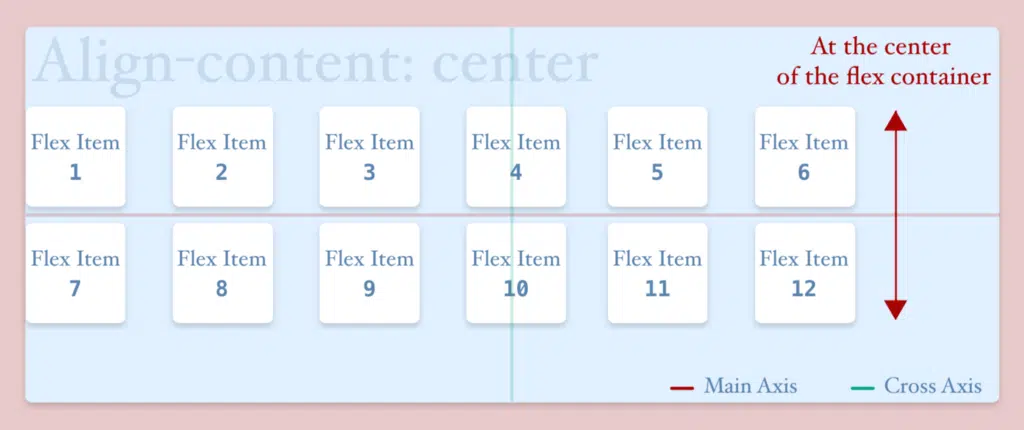 Align-content: center
At the center
of the flex container
Flex Item
1
Flex Item
2
Flex Item
3
Flex Item
4
Flex Item
5
Flex Item
6
Flex Item
7
Flex Item
8
Flex Item
9
Flex Item
10
Flex Item
11
Flex Item
12
Main Axis
Cross Axis